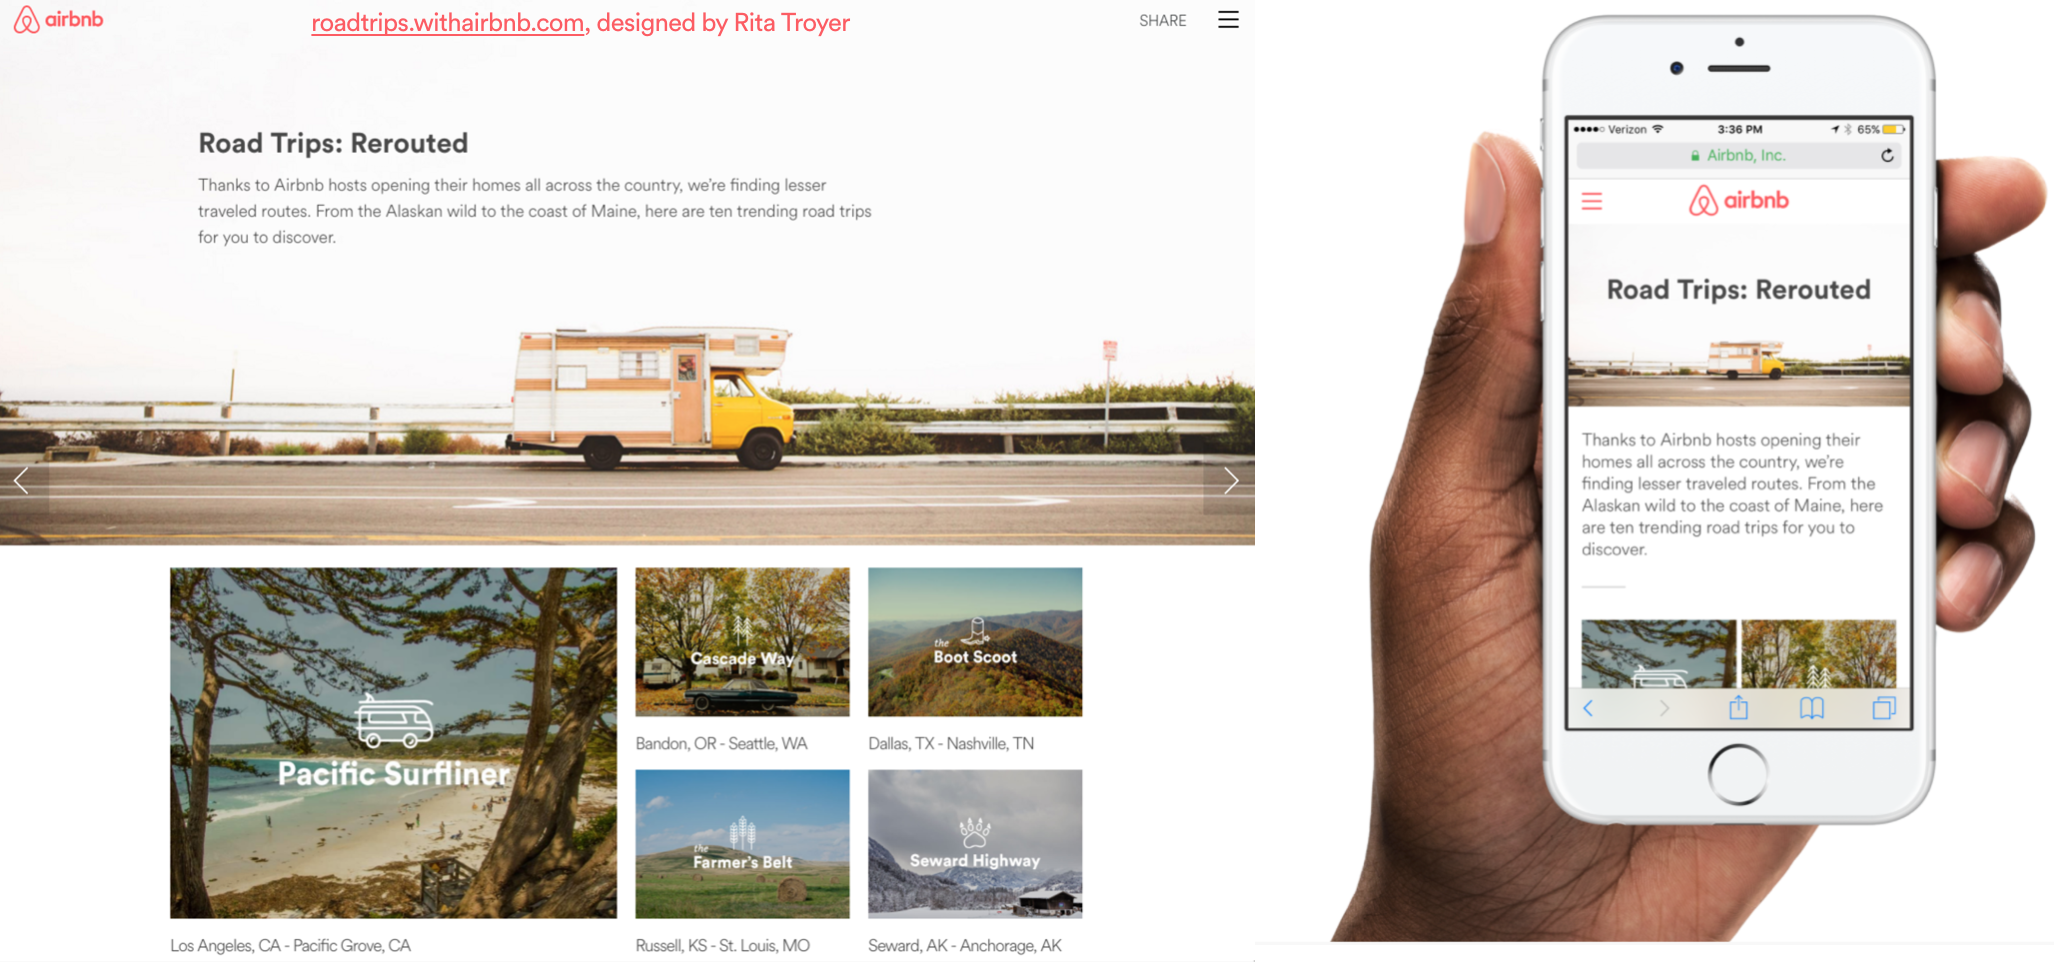 airbnb
roadtrips.withairbnb.com, designed by Rita Troyer
SHARE
Road Trips: Rerouted
Thanks to Airbnb hosts opening their homes all across the country, we're finding lesser
traveled routes. From the Alaskan wild to the coast of Maine, here are ten trending road trips
for you to discover.
Pacific Surfliner
Los Angeles, CA - Pacific Grove, CA
Cascade Way
Bandon, OR - Seattle, WA
the
Boot Scoot
Dallas, TX - Nashville, TN
the
Farmer's Belt
Russell, KS - St. Louis, MO
Seward Highway
Seward, AK - Anchorage, AK
Verizon 3:36 PM 65%
Airbnb, Inc.
airbnb
Road Trips: Rerouted
Thanks to Airbnb hosts opening their
homes all across the country, we're
finding lesser traveled routes. From the
Alaskan wild to the coast of Maine, here
are ten trending road trips for you to
discover.